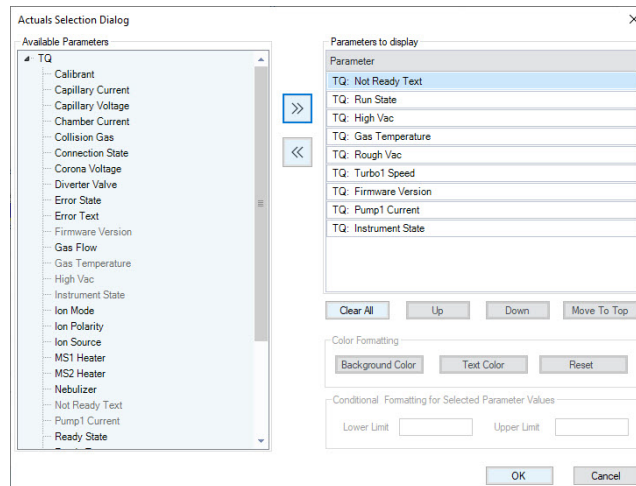 Actuals Selection Dialog
Available Parameters
TQ
Calibrant
Capillary Current
Capillary Voltage
Chamber Current
Collision Gas
Connection State
Corona Voltage
Diverter Valve
Error State
Error Text
Firmware Version
Gas Flow
Gas Temperature
High Vac
Instrument State
Ion Mode
Ion Polarity
Ion Source
MS1 Heater
MS2 Heater
Nebulizer
Not Ready Text
Pump1 Current
Ready State
Parameters to display
Parameter
TQ: Not Ready Text
TQ: Run State
TQ: High Vac
TQ: Gas Temperature
TQ: Rough Vac
TQ: Turbo1 Speed
TQ: Firmware Version
TQ: Pump1 Current
TQ: Instrument State
Clear All Up Down Move To Top
Color Formatting
Background Color Text Color Reset
Conditional Formatting for Selected Parameter Values
Lower Limit Upper Limit
OK Cancel